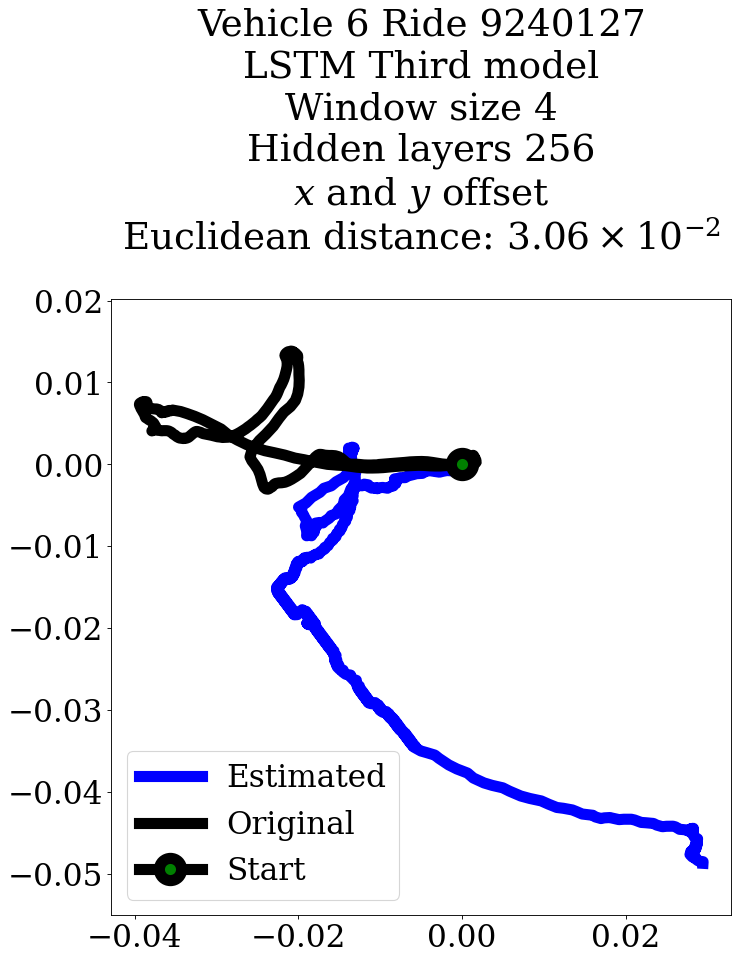 Vehicle 6 Ride 9240127
LSTM Third model
Window size 4
Hidden layers 256
x and y offset
Euclidean distance: 3.06 × 10⁻²
0.02
0.01
0.00
−0.01
−0.02
−0.03
−0.04
−0.05
Estimated
Original
Start
−0.04 −0.02 0.00 0.02